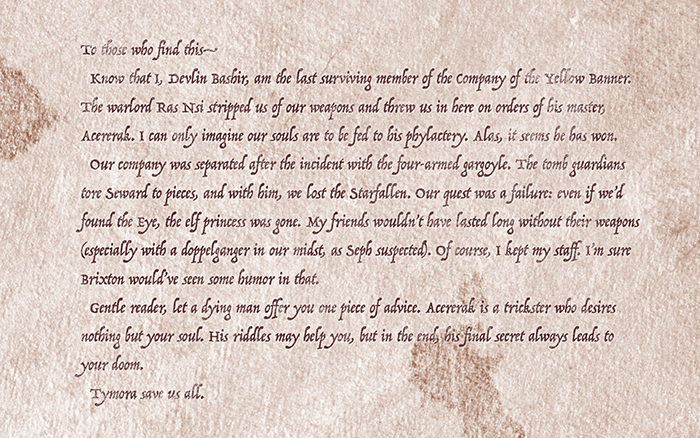 To those who find this~
Know that I, Devlin Bashir, am the last surviving member of the Company of the Yellow Banner.
The warlord Ras Nsi stripped us of our weapons and threw us in here on orders of his master,
Acererak. I can only imagine our souls are to be fed to his phylactery. Alas, it seems he has won.
Our company was separated after the incident with the four-armed gargoyle. The tomb guardians
tore Seward to pieces, and with him, we lost the Starfallen. Our quest was a failure: even if we'd
found the Eye, the elf princess was gone. My friends wouldn't have lasted long without their weapons
(especially with a doppelganger in our midst, as Seph suspected). Of course, I kept my staff. I'm sure
Brixton would've seen some humor in that.
Gentle reader, let a dying man offer you one piece of advice. Acererak is a trickster who desires
nothing but your soul. His riddles may help you, but in the end, his final secret always leads to
your doom.
Tymora save us all.